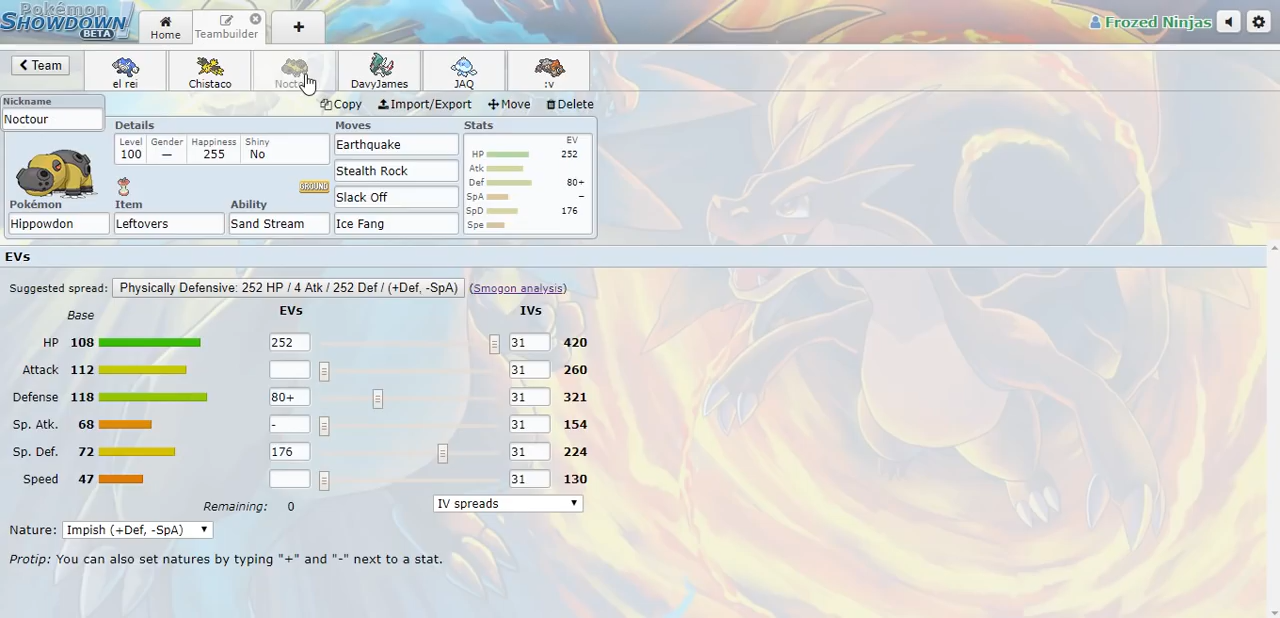 Pokémon
SHOWDOWN
BETA
Home
Teambuilder
+
Frozed Ninjas
Team
el rei
Chistaco
DavyJames
JAQ
:v
Copy Import/Export Move Delete
Nickname
Noctour
Details
Level Gender Happiness Shiny
100 — 255 No
GROUND
Pokémon Item Ability
Hippowdon Leftovers Sand Stream
Moves
Earthquake
Stealth Rock
Slack Off
Ice Fang
Stats
EV
HP 252
Atk
Def 80+
SpA −
SpD 176
Spe
EVs
Suggested spread: Physically Defensive: 252 HP / 4 Atk / 252 Def / (+Def, -SpA) (Smogon analysis)
Base EVs IVs
HP 108 252 31 420
Attack 112 31 260
Defense 118 80+ 31 321
Sp. Atk. 68 - 31 154
Sp. Def. 72 176 31 224
Speed 47 31 130
Remaining: 0 IV spreads
Nature: Impish (+Def, -SpA)
Protip: You can also set natures by typing "+" and "-" next to a stat.